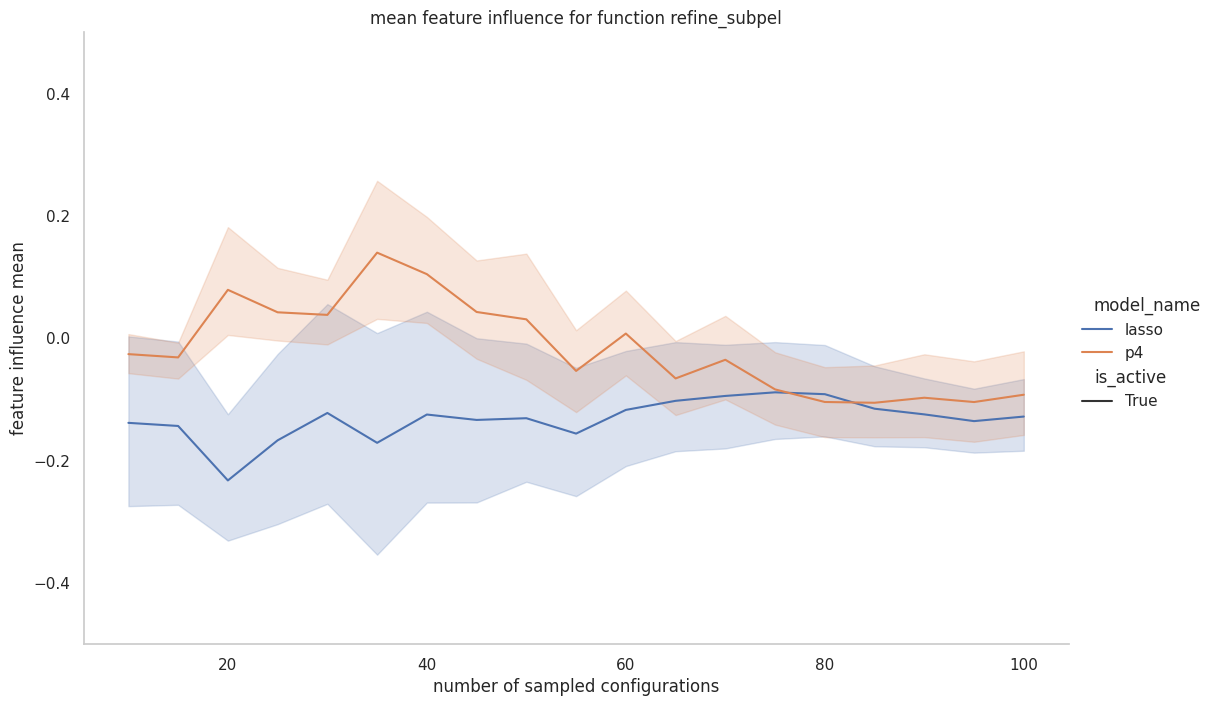 mean feature influence for function refine_subpel
feature influence mean
0.4
0.2
0.0
−0.2
−0.4
20
40
60
80
100
number of sampled configurations
model_name
lasso
p4
is_active
True